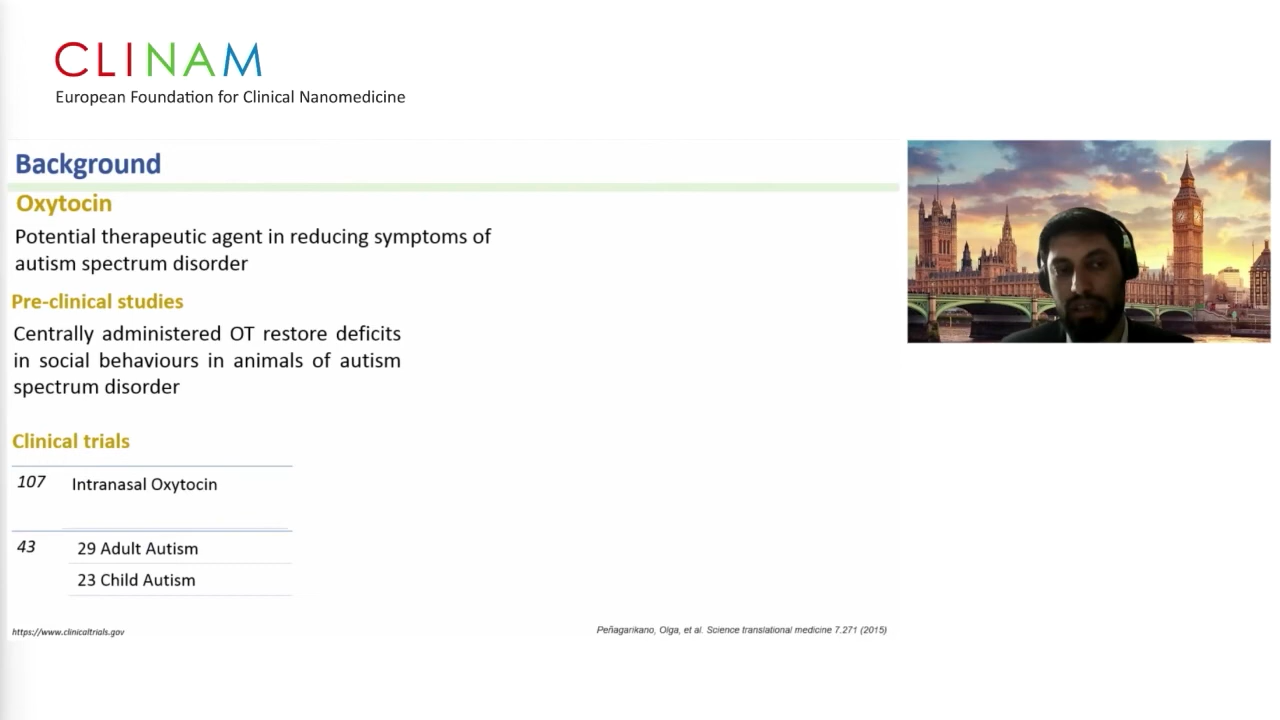 CLINAM
European Foundation for Clinical Nanomedicine
Background
Oxytocin
Potential therapeutic agent in reducing symptoms of
autism spectrum disorder
Pre-clinical studies
Centrally administered OT restore deficits
in social behaviours in animals of autism
spectrum disorder
Clinical trials
107 Intranasal Oxytocin
43 29 Adult Autism
23 Child Autism
https://www.clinicaltrials.gov
Peñagarikano, Olga, et al. Science translational medicine 7.271 (2015)